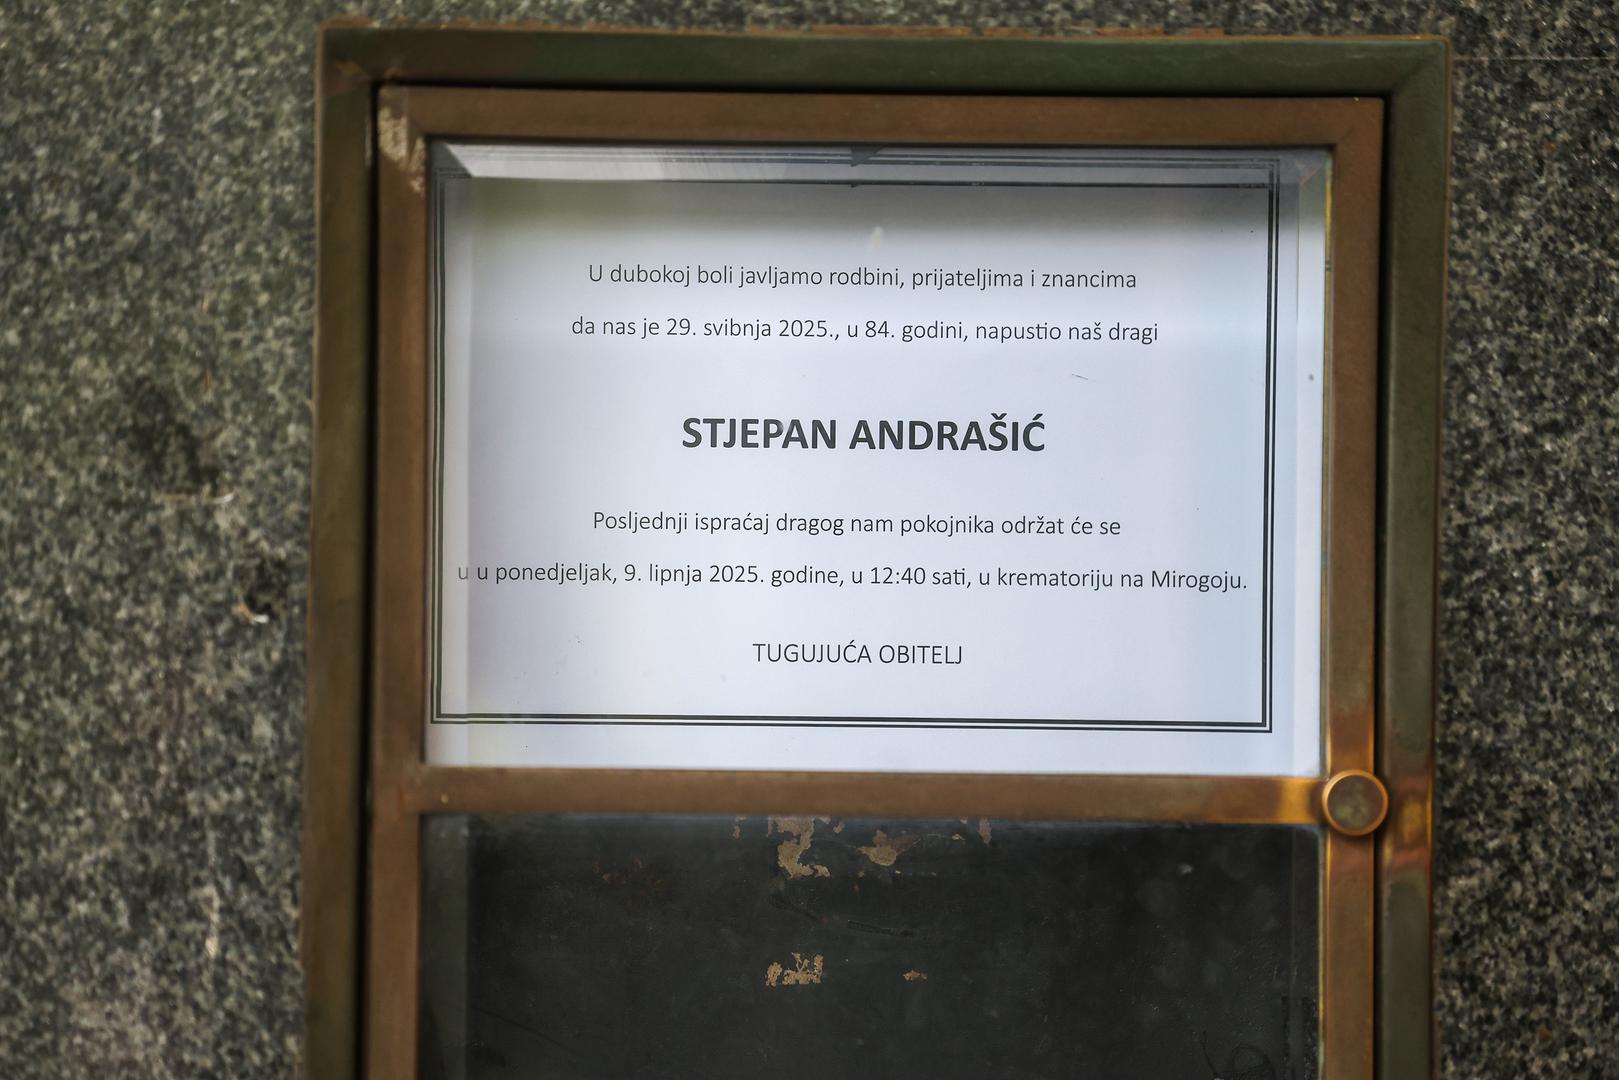 U dubokoj boli javljamo rodbini, prijateljima i znancima
da nas je 29. svibnja 2025., u 84. godini, napustio naš dragi
STJEPAN ANDRAŠIĆ
Posljednji ispraćaj dragog nam pokojnika održat će se
u u ponedjeljak, 9. lipnja 2025. godine, u 12:40 sati, u krematoriju na Mirogoju.
TUGUJUĆA OBITELJ